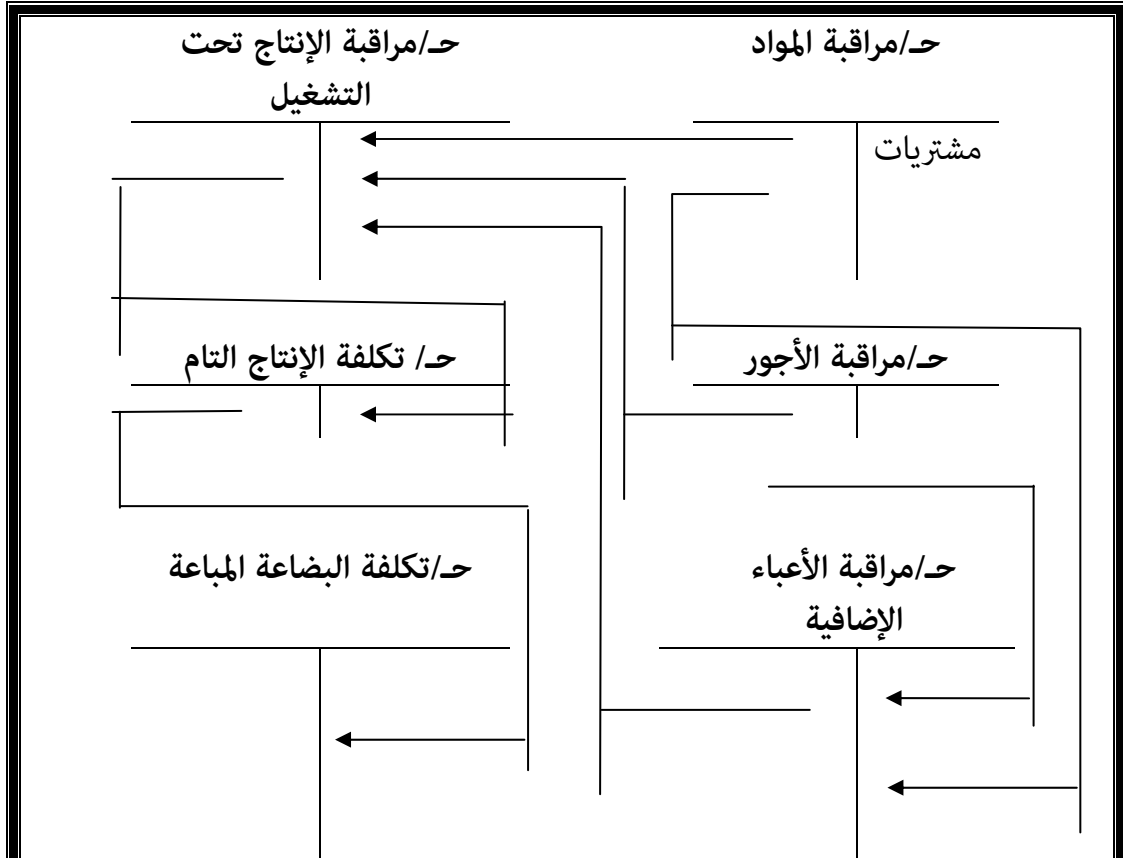 حـ/مراقبة المواد
حـ/مراقبة الإنتاج تحت
التشغيل
مشتريات
حـ/مراقبة الأجور
حـ/ تكلفة الإنتاج التام
حـ/مراقبة الأعباء
الإضافية
حـ/تكلفة البضاعة المباعة